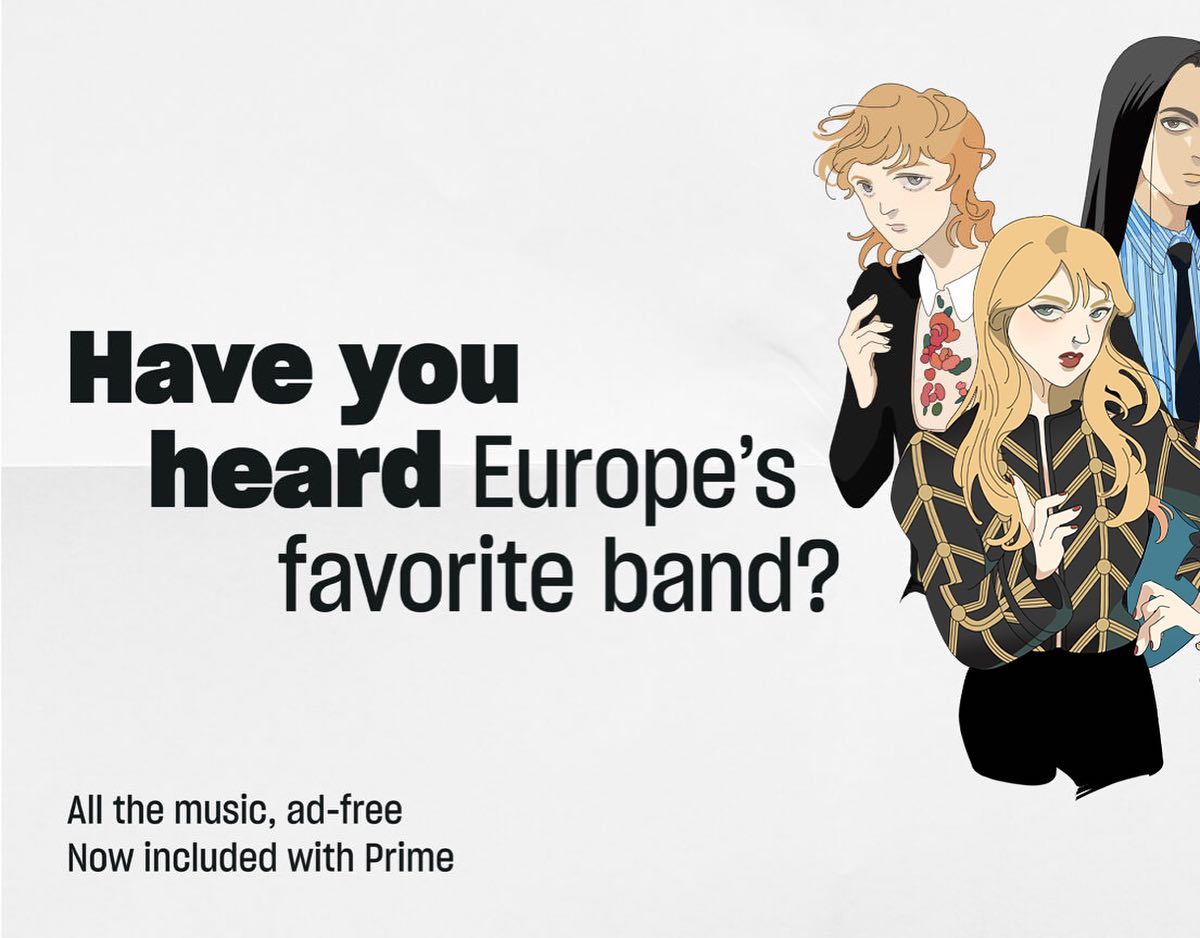 Have you
heard Europe’s
favorite band?
All the music, ad-free
Now included with Prime